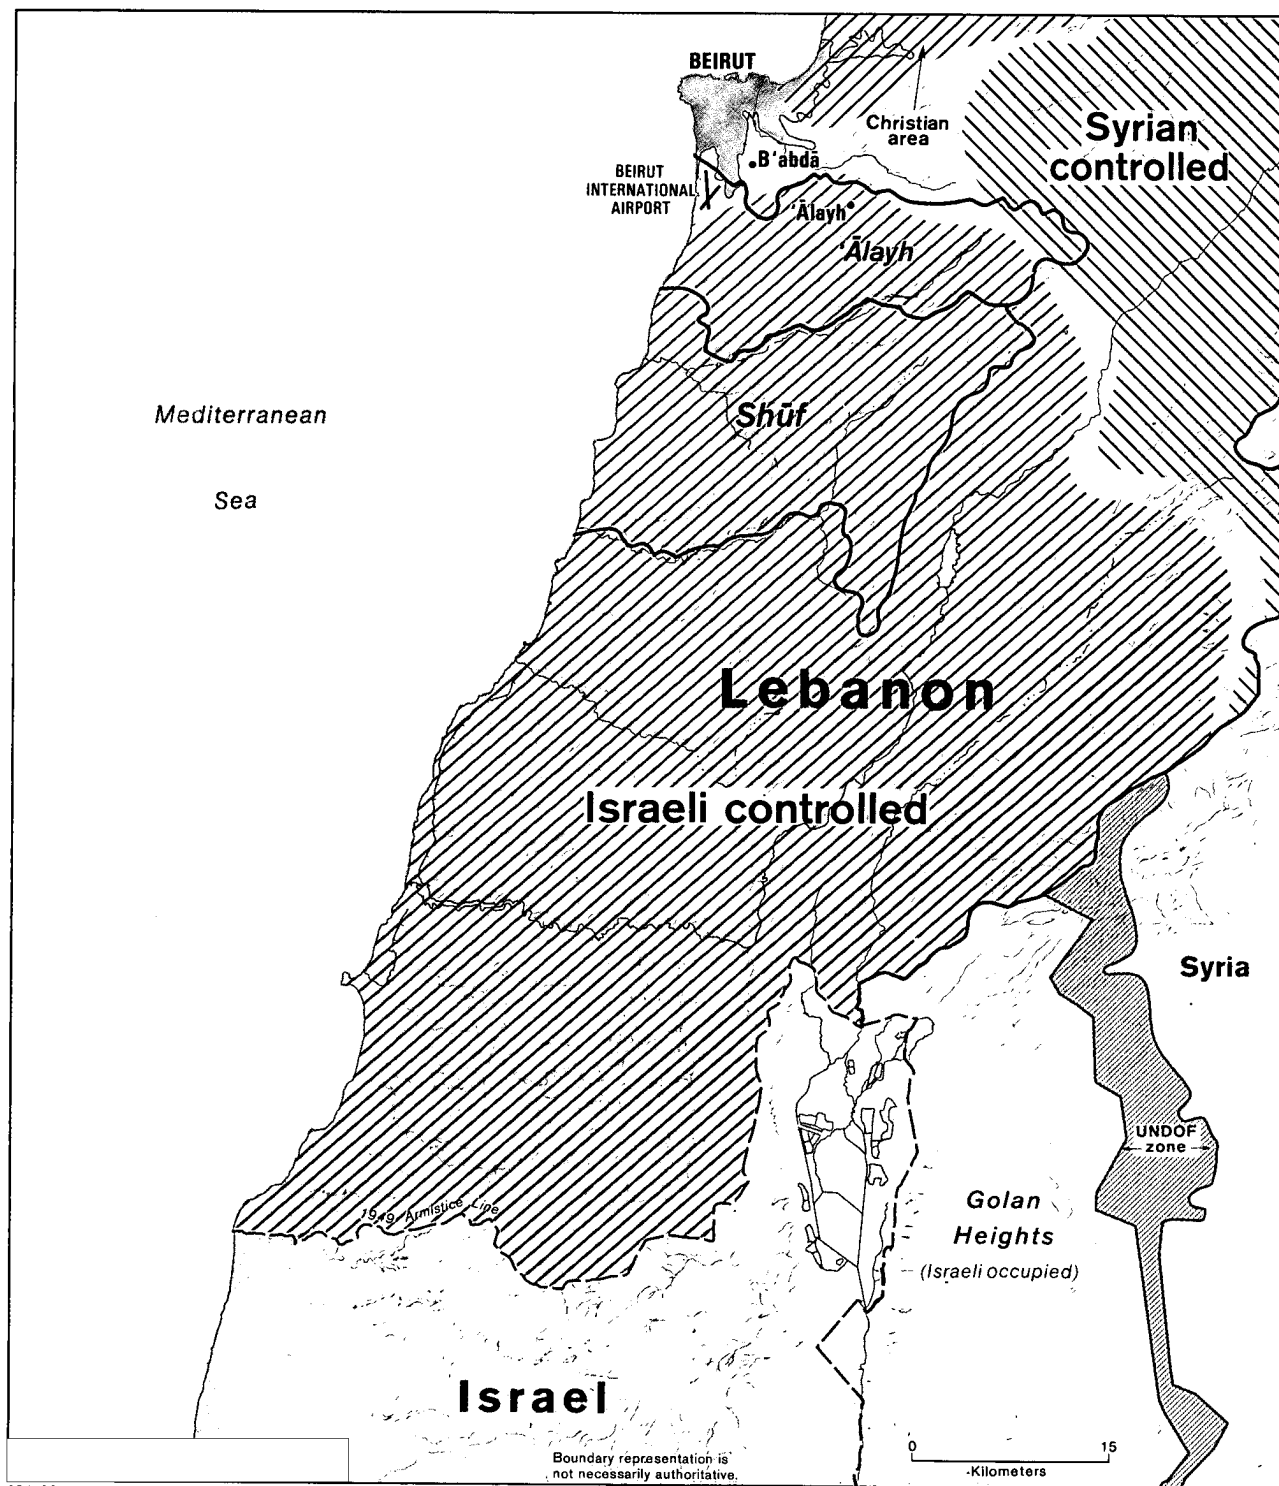 BEIRUT
Christian
area
Syrian
controlled
B'abdā
BEIRUT
INTERNATIONAL
AIRPORT
'Ālayh
'Ālayh
Mediterranean
Sea
Shūf
Lebanon
Israeli controlled
Syria
UNDOF
zone
Golan
Heights
(Israeli occupied)
1949 Armistice Line
Israel
Boundary representation is
not necessarily authoritative.
0 15
Kilometers